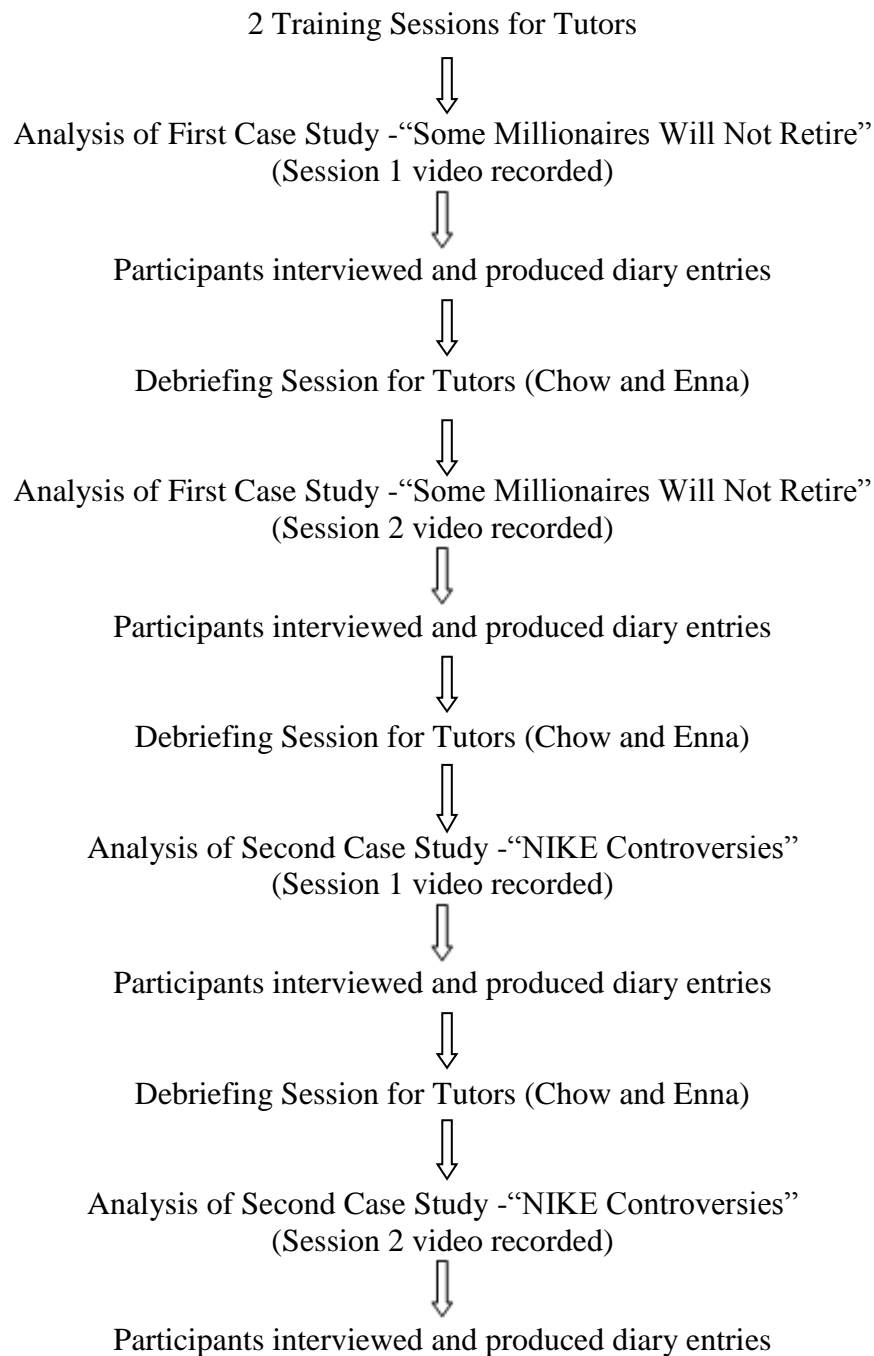 2 Training Sessions for Tutors
Analysis of First Case Study -“Some Millionaires Will Not Retire”
(Session 1 video recorded)
Participants interviewed and produced diary entries
Debriefing Session for Tutors (Chow and Enna)
Analysis of First Case Study -“Some Millionaires Will Not Retire”
(Session 2 video recorded)
Participants interviewed and produced diary entries
Debriefing Session for Tutors (Chow and Enna)
Analysis of Second Case Study -“NIKE Controversies”
(Session 1 video recorded)
Participants interviewed and produced diary entries
Debriefing Session for Tutors (Chow and Enna)
Analysis of Second Case Study -“NIKE Controversies”
(Session 2 video recorded)
Participants interviewed and produced diary entries